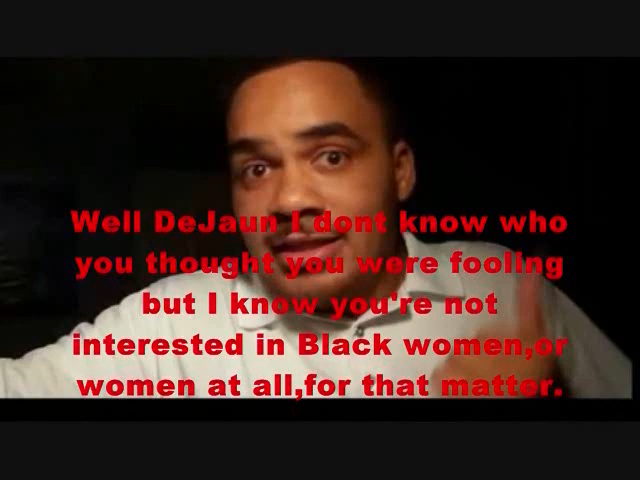 Well DeJaun I dont know who
you thought you were fooling
but I know you're not
interested in Black women,or
women at all,for that matter.